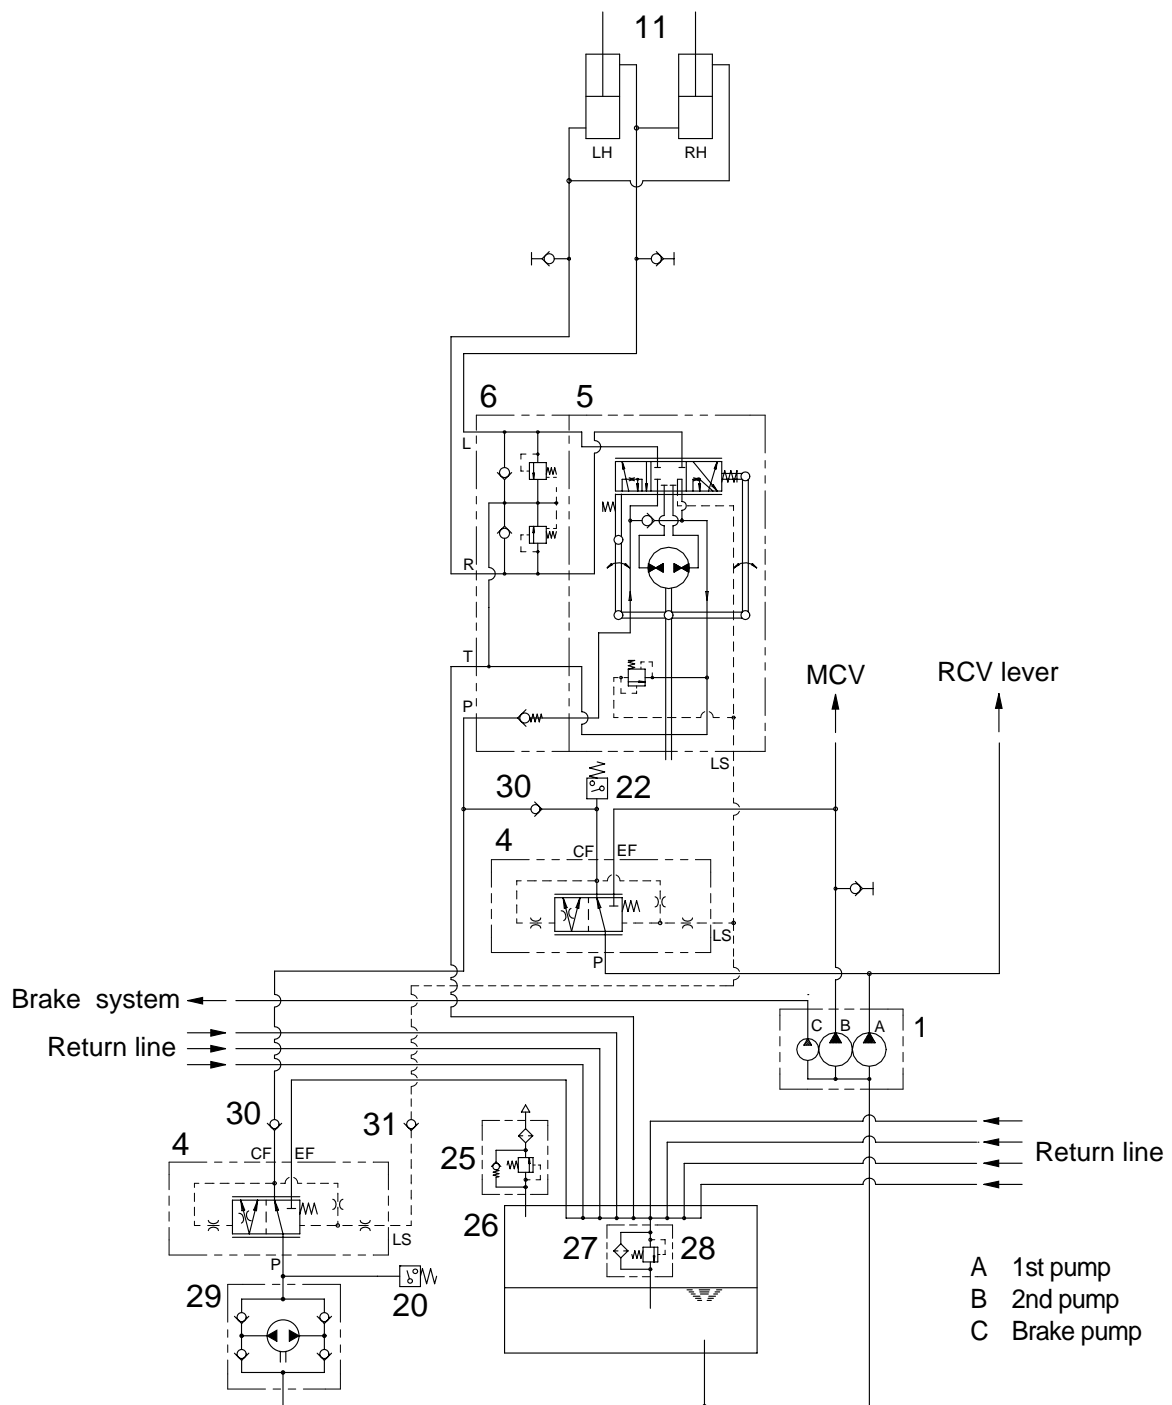 11
LH RH
6 5
L
R
T
P
MCV
RCV lever
LS
30 22
4
CF EF
LS
P
Brake system
Return line
C B A 1
30 31
4
CF EF
25
Return line
26
27 28
LS
P
29
20
A 1st pump
B 2nd pump
C Brake pump